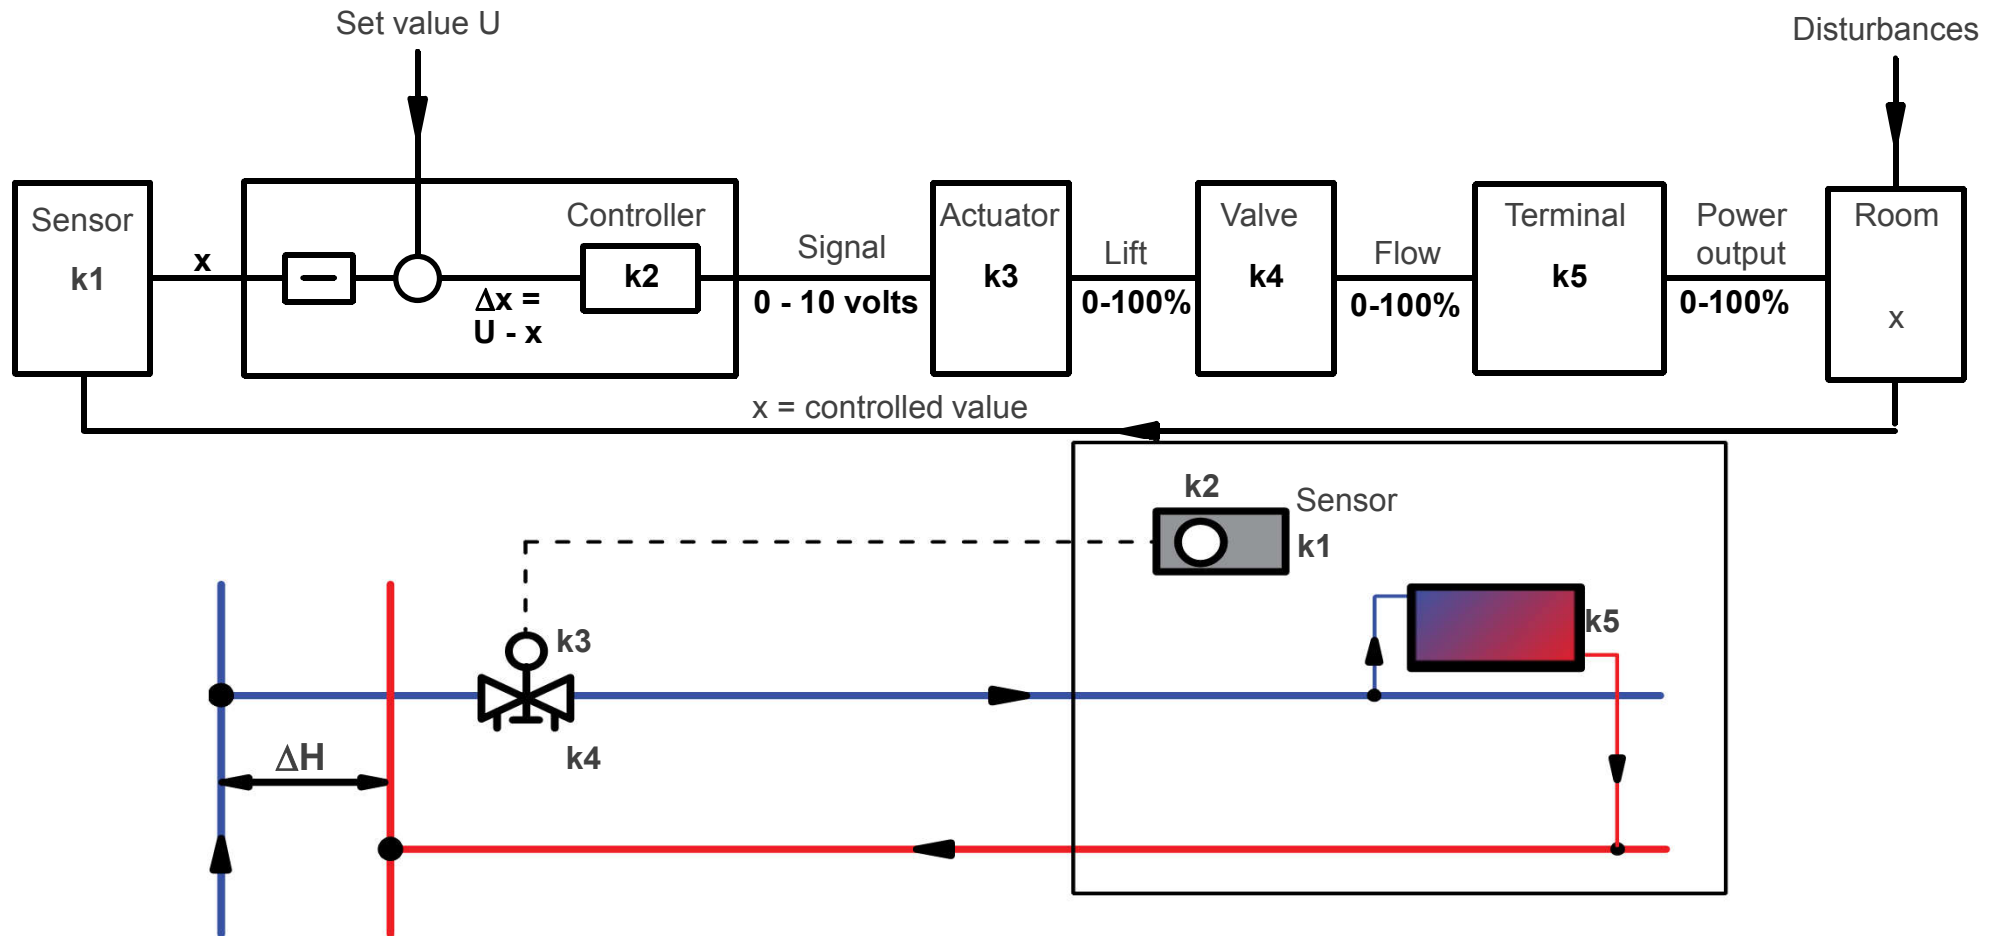 Set value U
Disturbances
Sensor
k1
x
Δx =
U - x
Controller
k2
Signal
0 - 10 volts
Actuator
k3
Lift
0-100%
Valve
k4
Flow
0-100%
Terminal
k5
Power
output
0-100%
Room
x
x = controlled value
k2
Sensor
k1
k3
k5
k4
ΔH